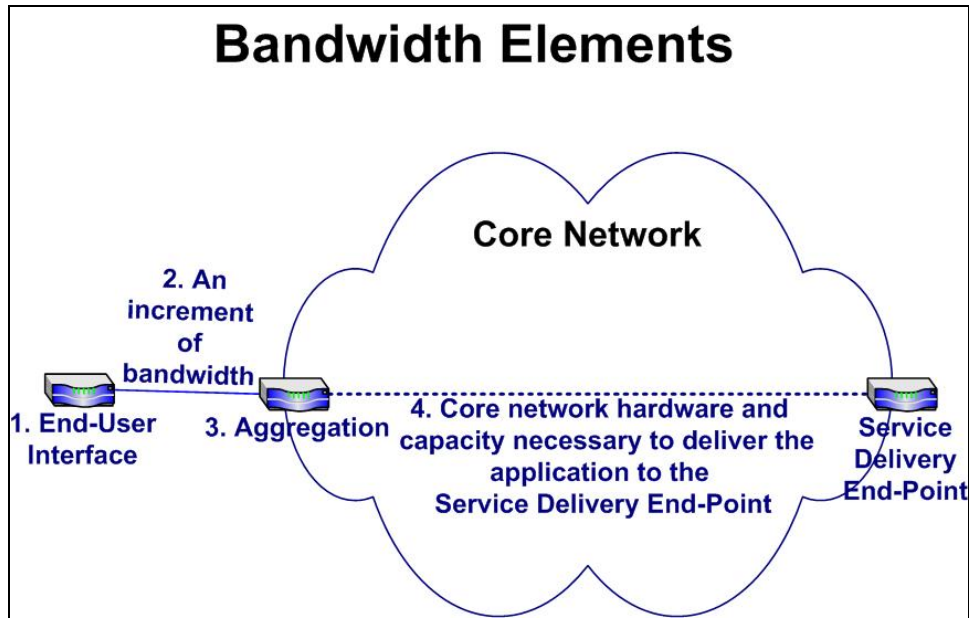 Bandwidth Elements
Core Network
2. An
increment
of
bandwidth
1. End-User
Interface
3. Aggregation
4. Core network hardware and
capacity necessary to deliver the
application to the
Service Delivery End-Point
Service
Delivery
End-Point